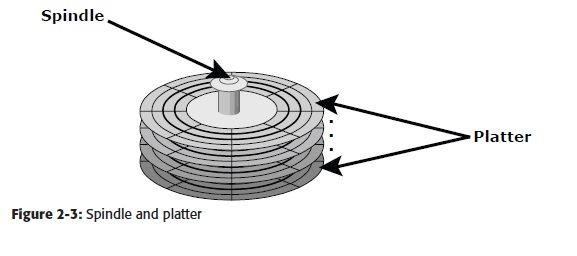 Spindle
Platter
Figure 2-3: Spindle and platter